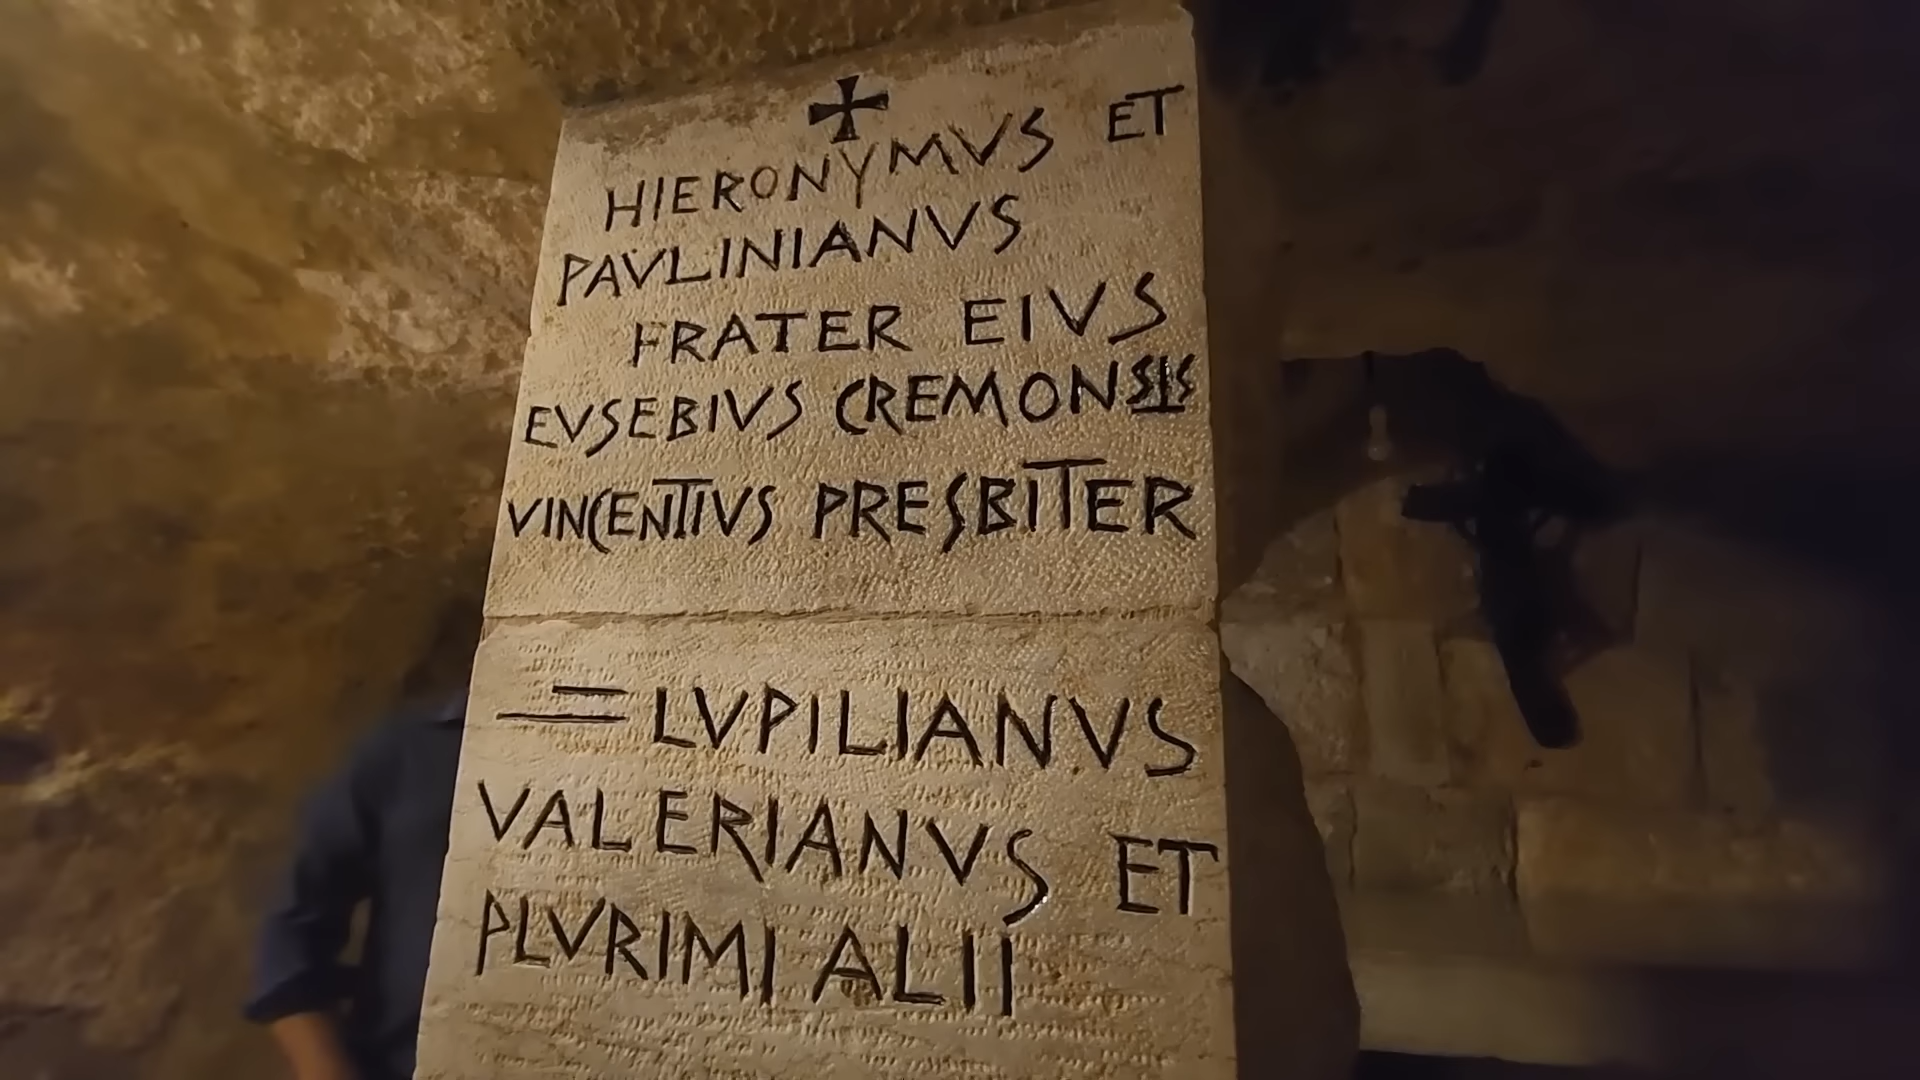 HIERONYMVS ET
PAVLINIANVS
FRATER EIVS
EVSEBIVS CREMONSIS
VINCENTIVS PRESBITER
=LVPILIANVS
VALERIANVS ET
PLVRIMI ALII